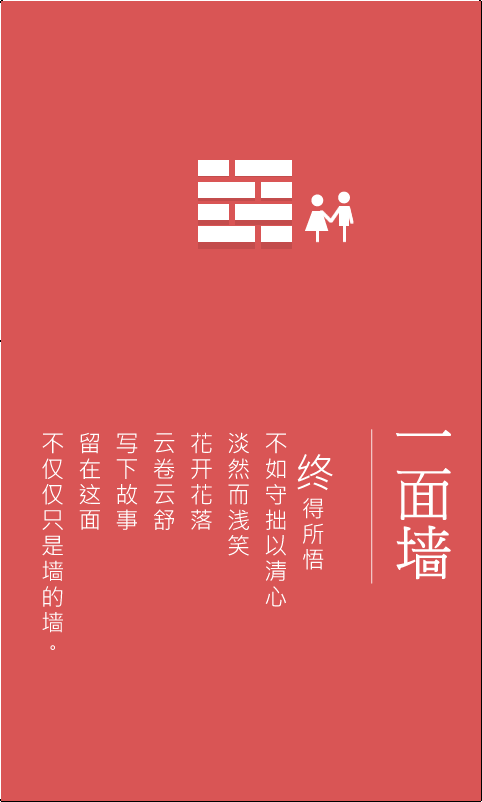 一面墙
终得所悟
不如守拙以清心
淡然而浅笑
花开花落
云卷云舒
写下故事
留在这面
不仅仅只是墙的墙。